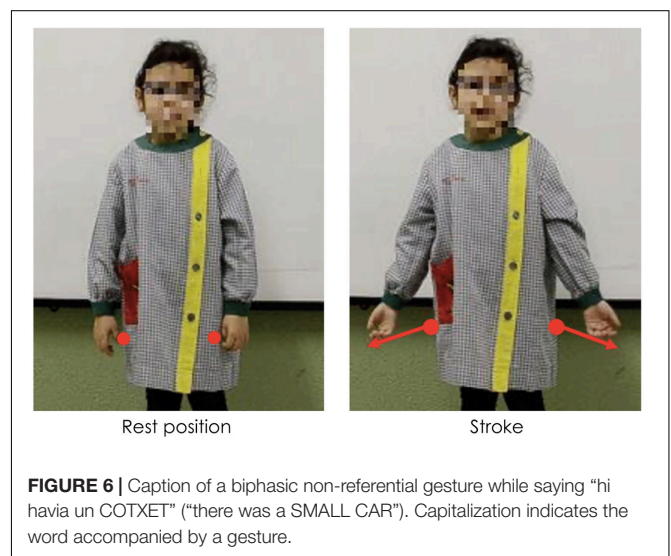 Rest position
Stroke
FIGURE 6 | Caption of a biphasic non-referential gesture while saying “hi
havia un COTXET” (“there was a SMALL CAR”). Capitalization indicates the
word accompanied by a gesture.